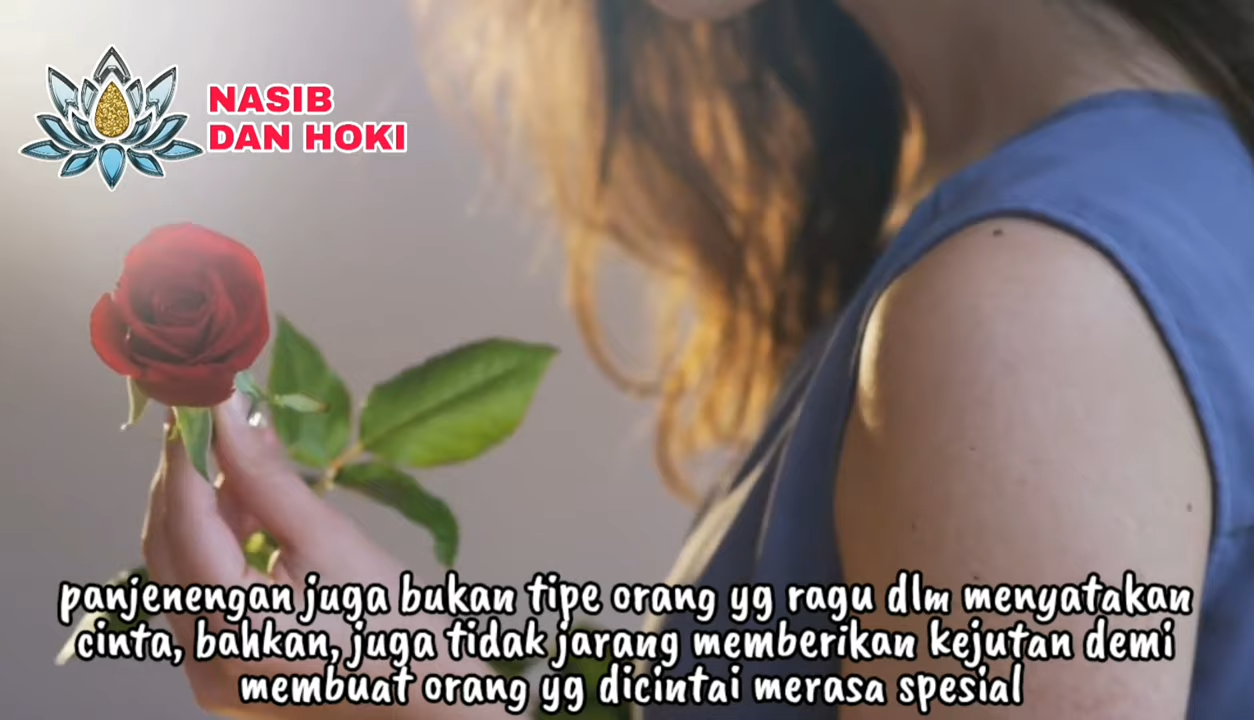 NASIB
DAN HOKI
panjenengan juga bukan tipe orang yg ragu dlm menyatakan
cinta, bahkan, juga tidak jarang memberikan kejutan demi
membuat orang yg dicintai merasa spesial